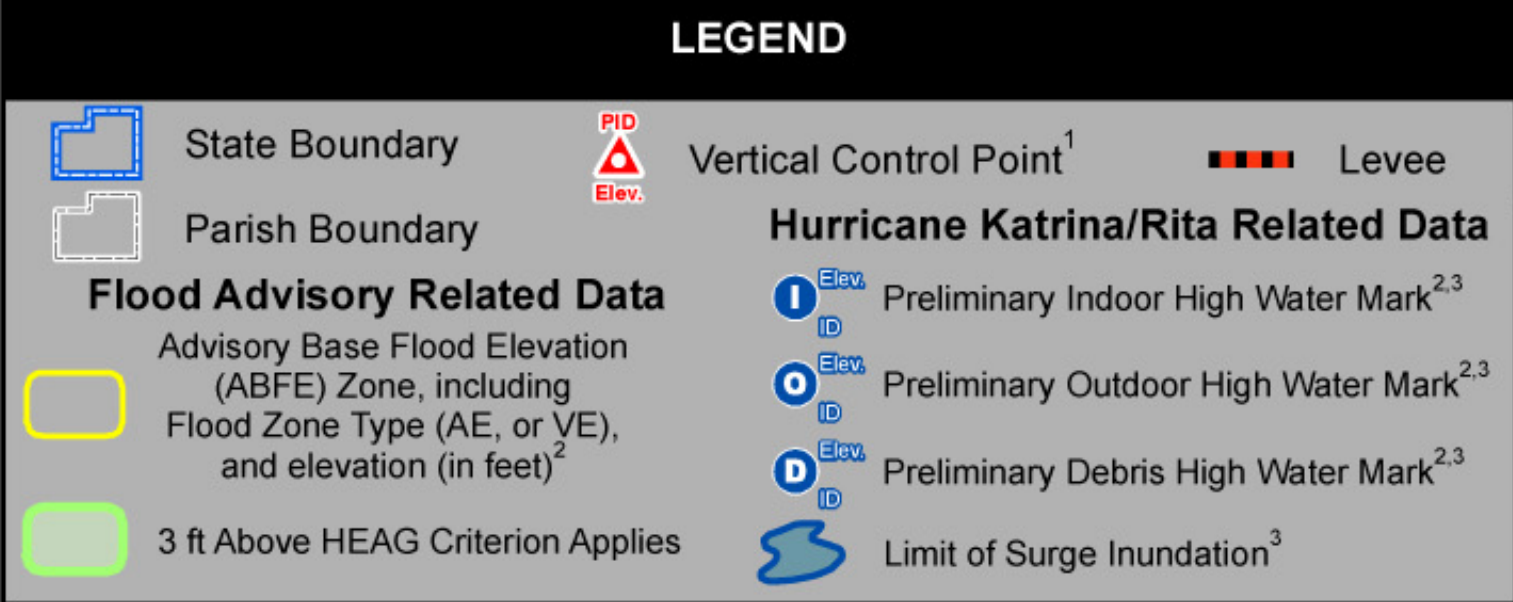 LEGEND
State Boundary
PID
Elev.
Vertical Control Point1
Levee
Parish Boundary
Flood Advisory Related Data
Advisory Base Flood Elevation
(ABFE) Zone, including
Flood Zone Type (AE, or VE),
and elevation (in feet)2
3 ft Above HEAG Criterion Applies
Hurricane Katrina/Rita Related Data
I Elev. ID Preliminary Indoor High Water Mark2,3
O Elev. ID Preliminary Outdoor High Water Mark2,3
D Elev. ID Preliminary Debris High Water Mark2,3
Limit of Surge Inundation3